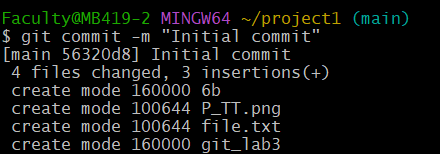 Faculty@MB419-2 MINGW64 ~/project1 (main)
$ git commit -m "Initial commit"
[main 56320d8] Initial commit
 4 files changed, 3 insertions(+)
 create mode 160000 6b
 create mode 100644 P_TT.png
 create mode 100644 file.txt
 create mode 160000 git_lab3